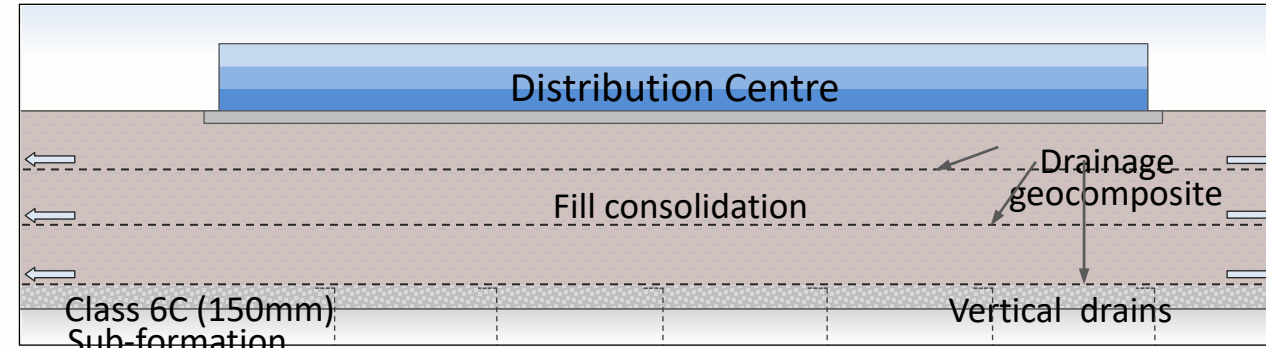 Distribution Centre
Drainage
geocomposite
Fill consolidation
Class 6C (150mm)
Vertical drains
Sub-formation